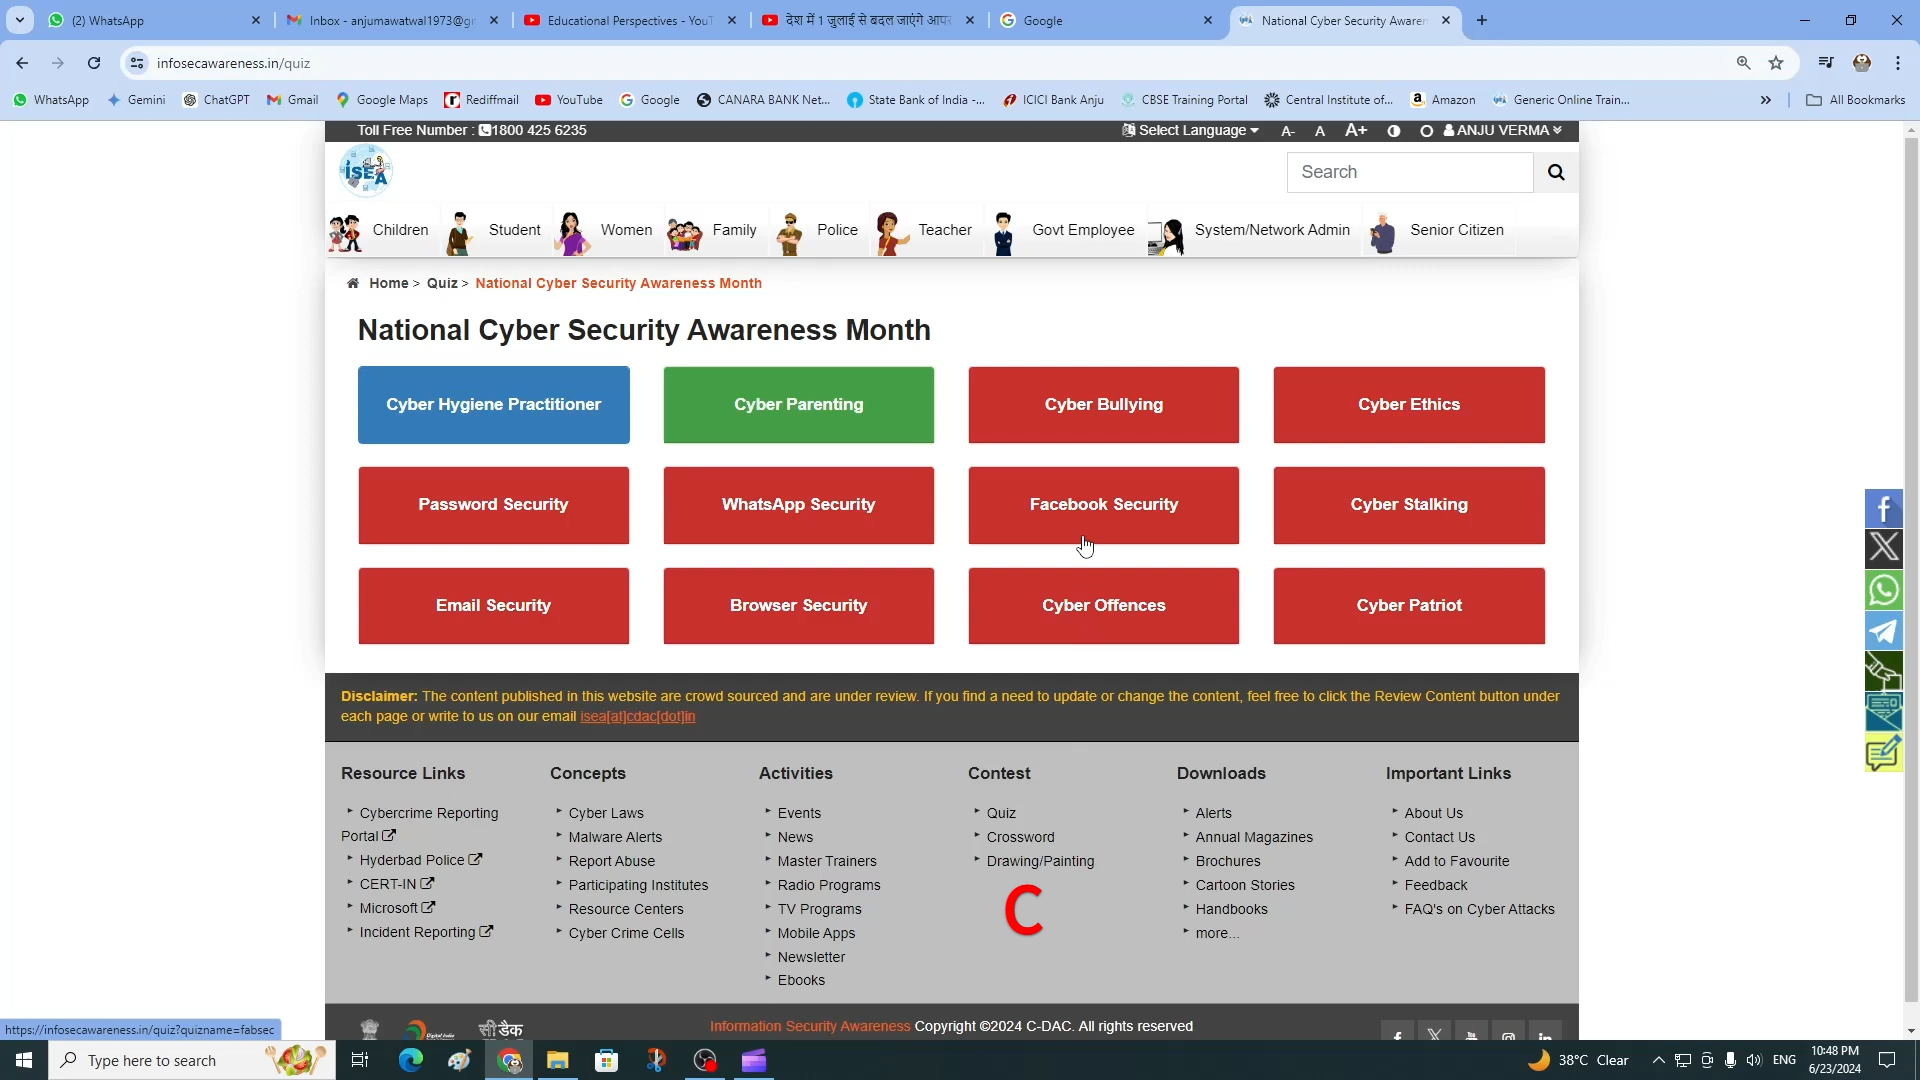 (2) WhatsApp
Inbox - anjumawatwal1973@gr
Educational Perspectives - YouT
देश में 1 जुलाई से बदल जाएंगे आपर
Google
National Cyber Security Awaren
infosecawareness.in/quiz
WhatsApp
Gemini
ChatGPT
Gmail
Google Maps
Rediffmail
YouTube
Google
CANARA BANK Net...
State Bank of India -...
ICICI Bank Anju
CBSE Training Portal
Central Institute of...
Amazon
Generic Online Train...
»
All Bookmarks
Toll Free Number : 1800 425 6235
Select Language
A- A A+
ANJU VERMA
ISEA
Search
Children
Student
Women
Family
Police
Teacher
Govt Employee
System/Network Admin
Senior Citizen
Home > Quiz > National Cyber Security Awareness Month
National Cyber Security Awareness Month
Cyber Hygiene Practitioner
Cyber Parenting
Cyber Bullying
Cyber Ethics
Password Security
WhatsApp Security
Facebook Security
Cyber Stalking
Email Security
Browser Security
Cyber Offences
Cyber Patriot
Disclaimer: The content published in this website are crowd sourced and are under review. If you find a need to update or change the content, feel free to click the Review Content button under
each page or write to us on our email isea[at]cdac[dot]in
Resource Links
Cybercrime Reporting
Portal
Hyderbad Police
CERT-IN
Microsoft
Incident Reporting
Concepts
Cyber Laws
Malware Alerts
Report Abuse
Participating Institutes
Resource Centers
Cyber Crime Cells
Activities
Events
News
Master Trainers
Radio Programs
TV Programs
Mobile Apps
Newsletter
Ebooks
Contest
Quiz
Crossword
Drawing/Painting
C
Downloads
Alerts
Annual Magazines
Brochures
Cartoon Stories
Handbooks
more...
Important Links
About Us
Contact Us
Add to Favourite
Feedback
FAQ's on Cyber Attacks
https://infosecawareness.in/quiz?quizname=fabsec
Digital India
सी डैक
Information Security Awareness Copyright ©2024 C-DAC. All rights reserved
Type here to search
38°C Clear
ENG
10:48 PM
6/23/2024